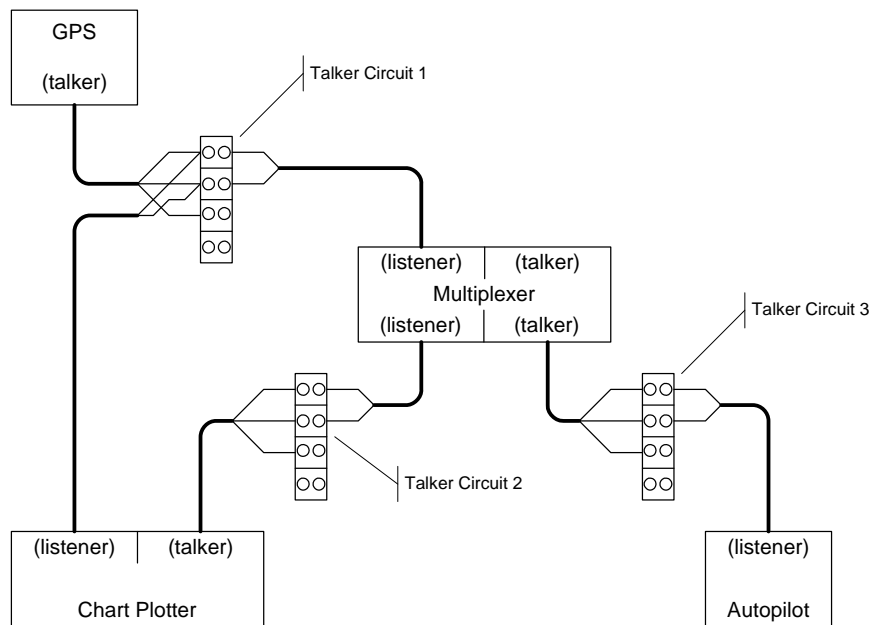 GPS
(talker)
Talker Circuit 1
(listener) (talker)
Multiplexer
(listener) (talker)
Talker Circuit 3
Talker Circuit 2
(listener) (talker)
Chart Plotter
(listener)
Autopilot